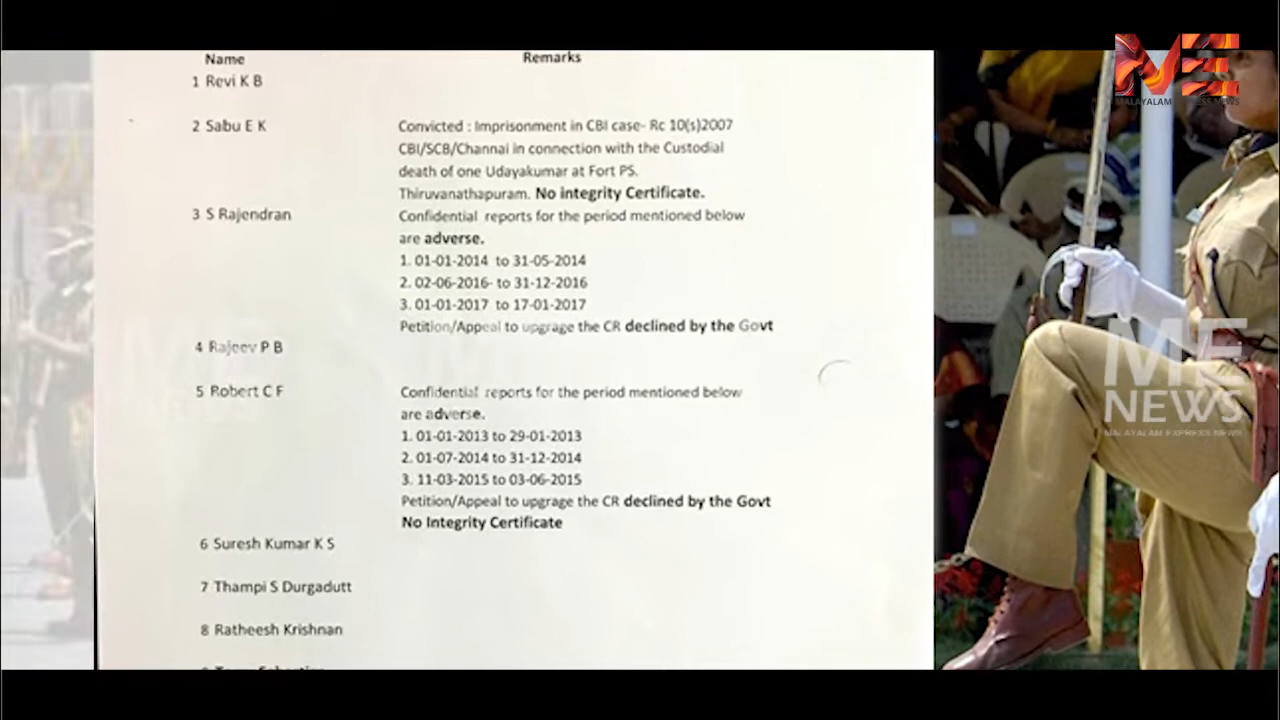 ME
MALAYALAM EXPRESS NEWS
Name Remarks
1 Revi K B
2 Sabu E K Convicted : Imprisonment in CBI case- Rc 10(s)2007
CBI/SCB/Channai in connection with the Custodial
death of one Udayakumar at Fort PS.
Thiruvanathapuram. No integrity Certificate.
3 S Rajendran Confidential reports for the period mentioned below
are adverse.
1. 01-01-2014 to 31-05-2014
2. 02-06-2016- to 31-12-2016
3. 01-01-2017 to 17-01-2017
Petition/Appeal to upgrage the CR declined by the Govt
4 Rajeev P B
5 Robert C F Confidential reports for the period mentioned below
are adverse.
1. 01-01-2013 to 29-01-2013
2. 01-07-2014 to 31-12-2014
3. 11-03-2015 to 03-06-2015
Petition/Appeal to upgrage the CR declined by the Govt
No Integrity Certificate
6 Suresh Kumar K S
7 Thampi S Durgadutt
8 Ratheesh Krishnan
ME
NEWS
MALAYALAM EXPRESS NEWS